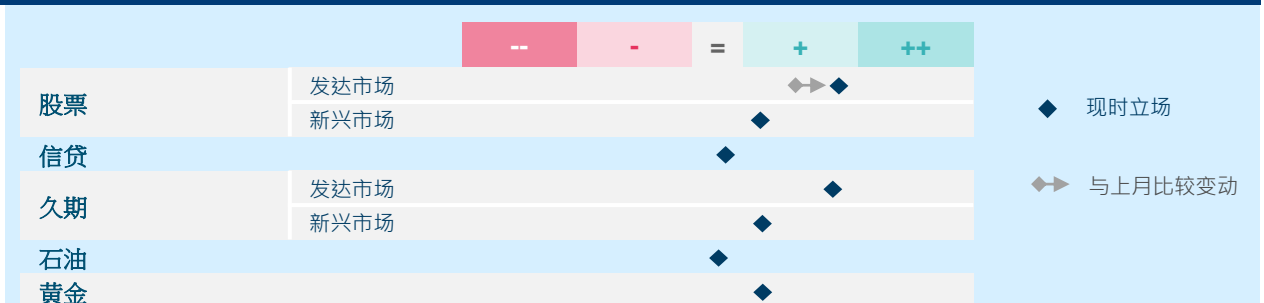 -- - = + ++
股票
发达市场
新兴市场
信贷
久期
发达市场
新兴市场
石油
黄金
现时立场
与上月比较变动